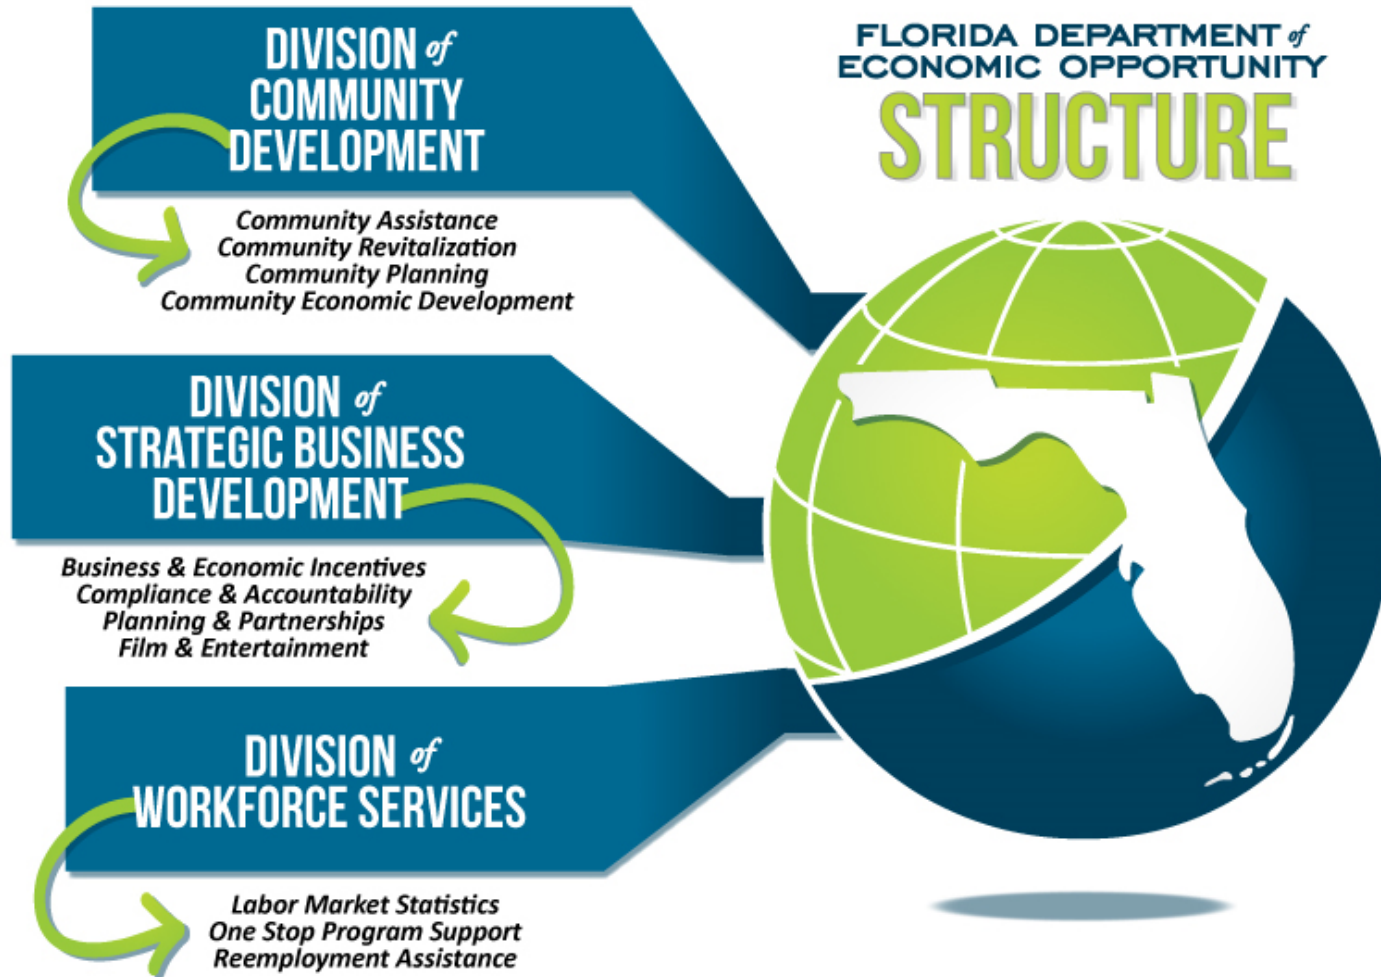 FLORIDA DEPARTMENT of
ECONOMIC OPPORTUNITY
STRUCTURE
DIVISION of
COMMUNITY
DEVELOPMENT
Community Assistance
Community Revitalization
Community Planning
Community Economic Development
DIVISION of
STRATEGIC BUSINESS
DEVELOPMENT
Business & Economic Incentives
Compliance & Accountability
Planning & Partnerships
Film & Entertainment
DIVISION of
WORKFORCE SERVICES
Labor Market Statistics
One Stop Program Support
Reemployment Assistance